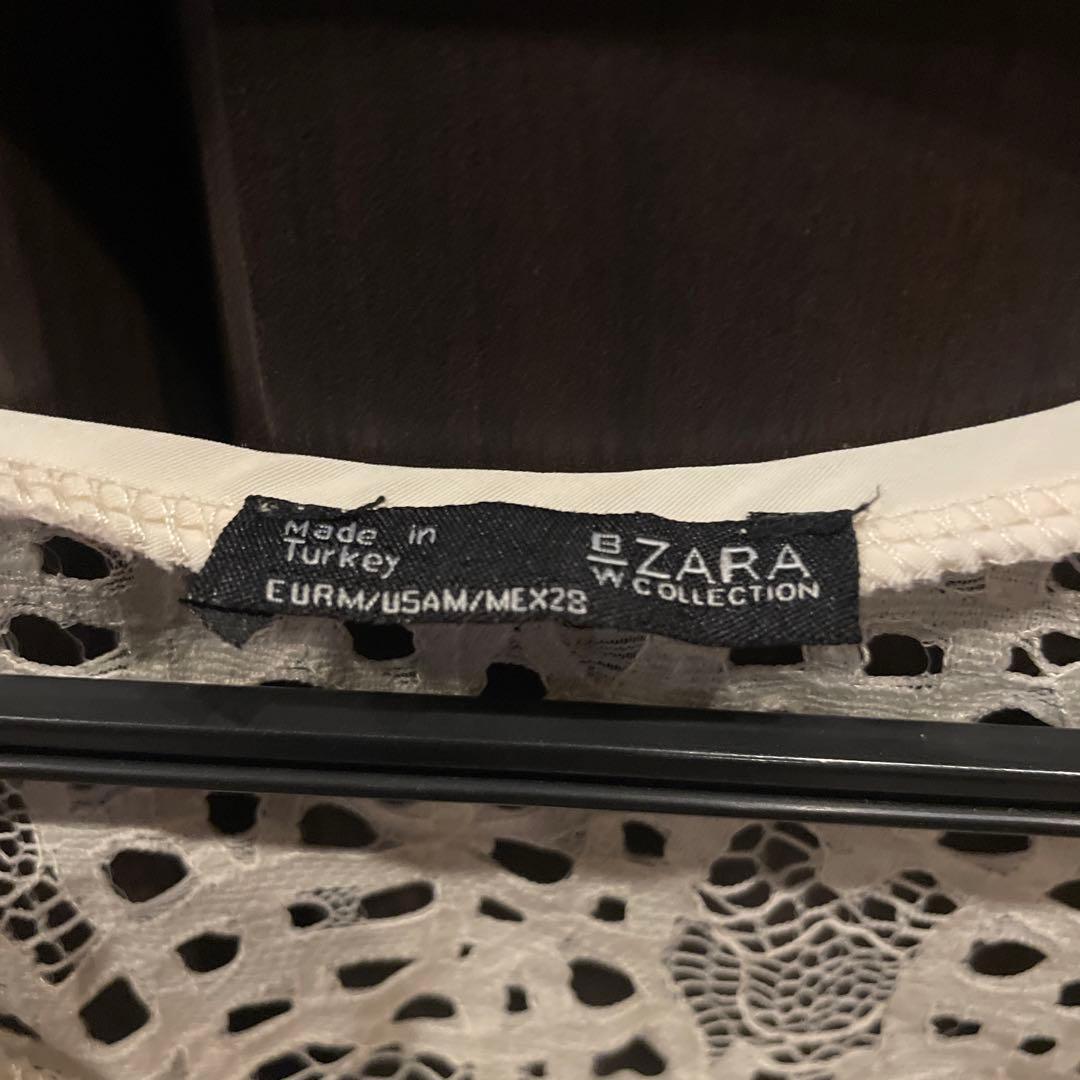 Made in
Turkey
EURM/USAM/MEX28
B
W
ZARA
COLLECTION